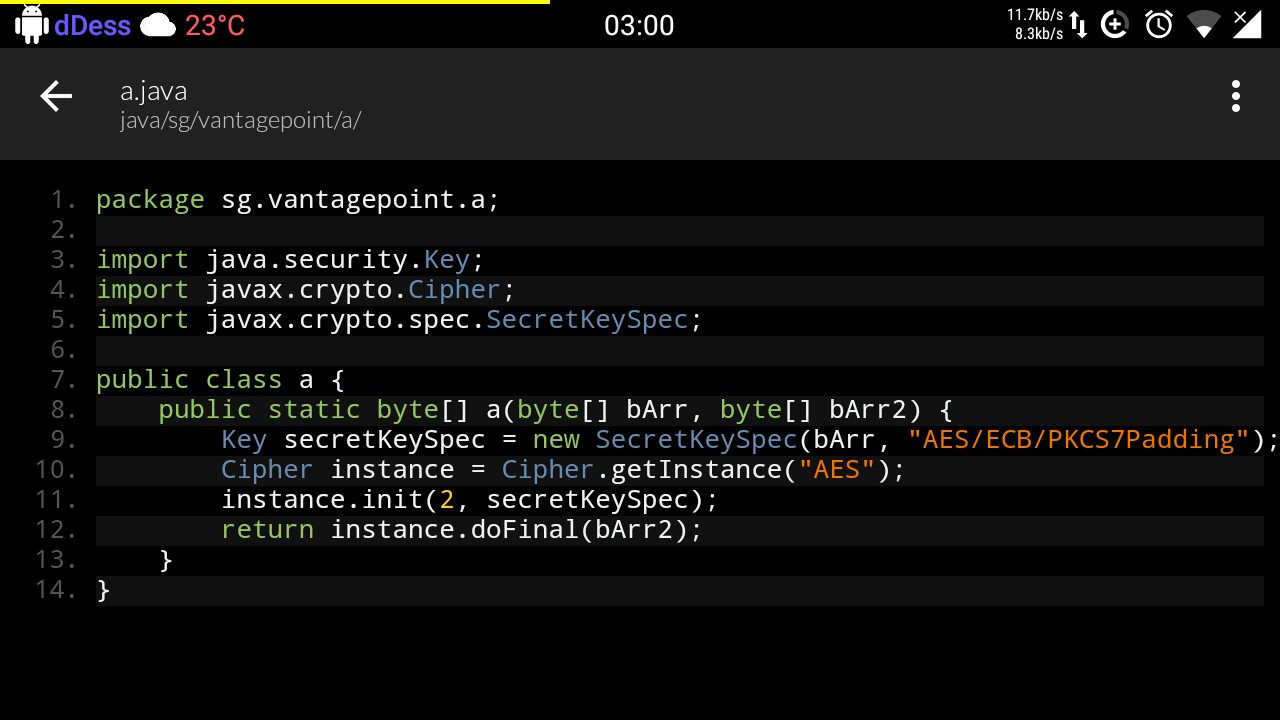 dDess 23°C 03:00 11.7kb/s
8.3kb/s
a.java
java/sg/vantagepoint/a/
1. package sg.vantagepoint.a;
2.
3. import java.security.Key;
4. import javax.crypto.Cipher;
5. import javax.crypto.spec.SecretKeySpec;
6.
7. public class a {
8.     public static byte[] a(byte[] bArr, byte[] bArr2) {
9.         Key secretKeySpec = new SecretKeySpec(bArr, "AES/ECB/PKCS7Padding");
10.         Cipher instance = Cipher.getInstance("AES");
11.         instance.init(2, secretKeySpec);
12.         return instance.doFinal(bArr2);
13.     }
14. }